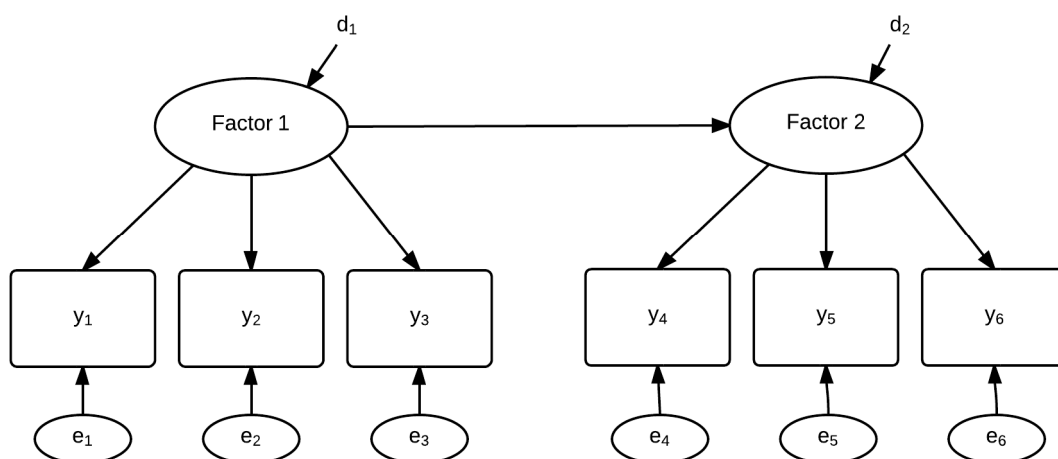 d₁ d₂
Factor 1 Factor 2
y₁ y₂ y₃ y₄ y₅ y₆
e₁ e₂ e₃ e₄ e₅ e₆